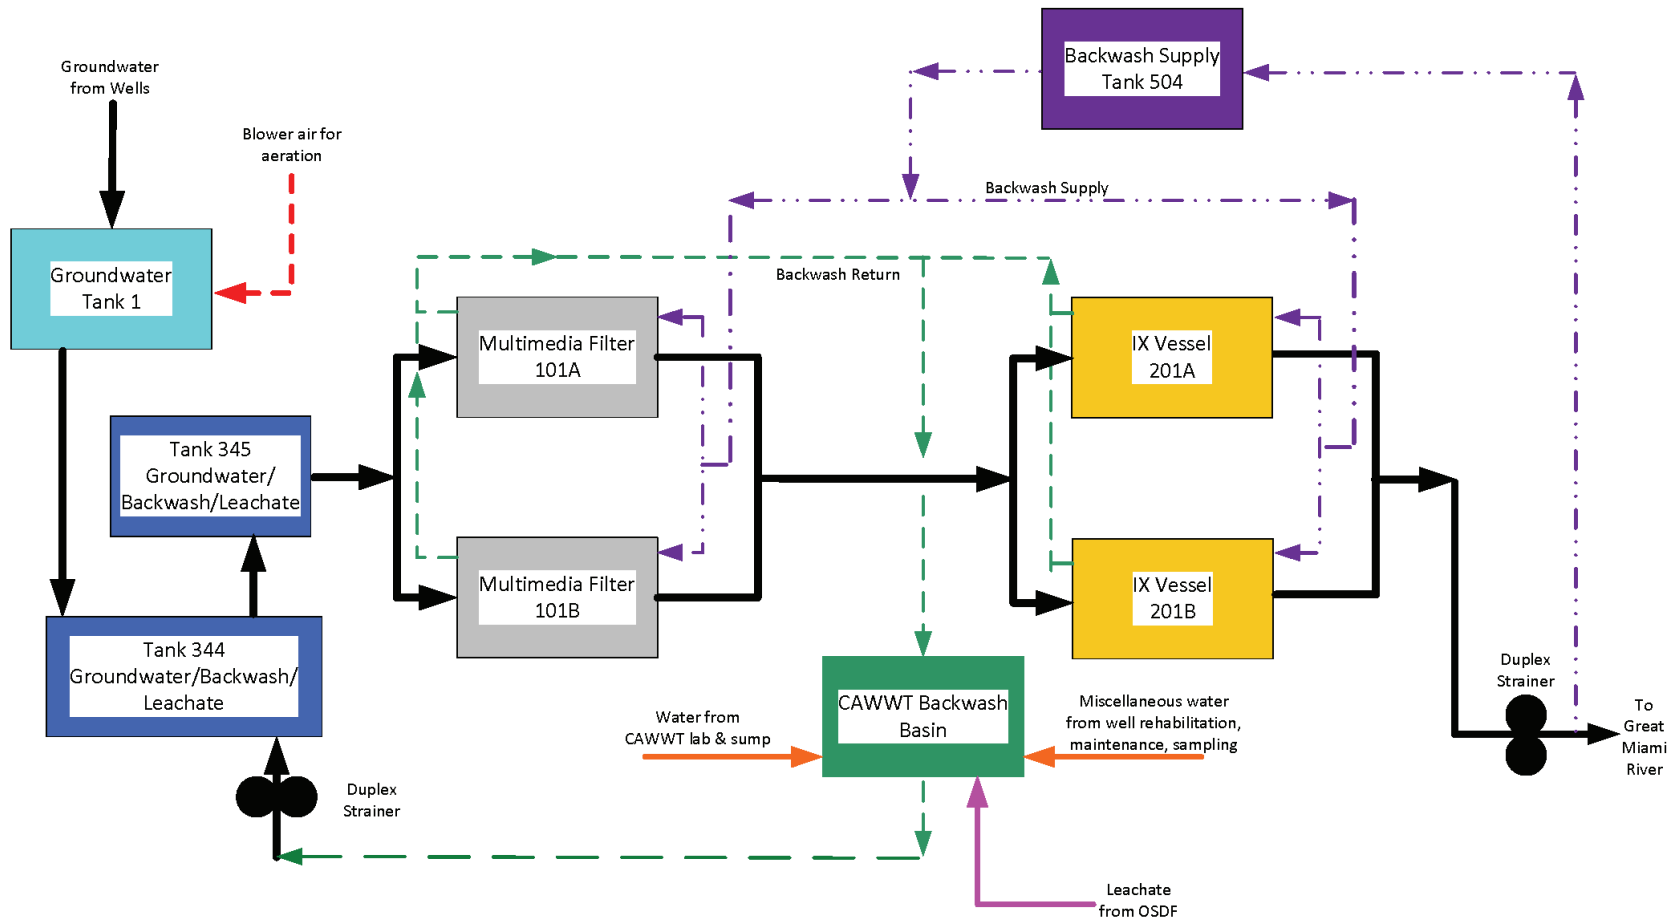 Backwash Supply
Tank 504
Groundwater
from Wells
Blower air for
aeration
Backwash Supply
Groundwater
Tank 1
Backwash Return
Multimedia Filter
101A
IX Vessel
201A
Tank 345
Groundwater/
Backwash/Leachate
Multimedia Filter
101B
IX Vessel
201B
Tank 344
Groundwater/Backwash/
Leachate
Duplex
Strainer
CAWWT Backwash
Basin
Water from
CAWWT lab & sump
Miscellaneous water
from well rehabilitation,
maintenance, sampling
To
Great
Miami
River
Duplex
Strainer
Leachate
from OSDF